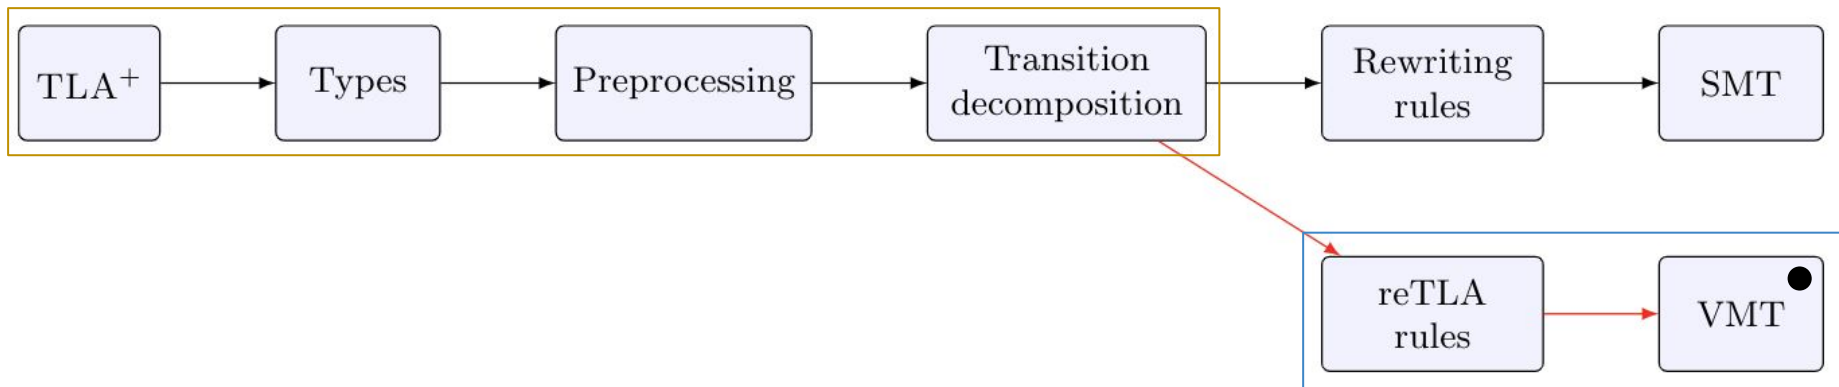 TLA⁺
Types
Preprocessing
Transition
decomposition
Rewriting
rules
SMT
reTLA
rules
VMT